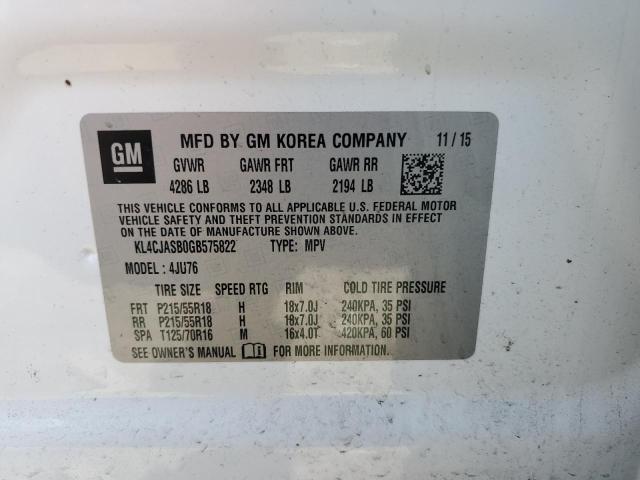 GM MFD BY GM KOREA COMPANY 11 / 15
GVWR GAWR FRT GAWR RR
4286 LB 2348 LB 2194 LB
THIS VEHICLE CONFORMS TO ALL APPLICABLE U.S. FEDERAL MOTOR
VEHICLE SAFETY AND THEFT PREVENTION STANDARDS IN EFFECT
ON THE DATE OF MANUFACTURE SHOWN ABOVE.
KL4CJASB0GB575822 TYPE: MPV
MODEL: 4JU76
TIRE SIZE SPEED RTG RIM COLD TIRE PRESSURE
FRT P215/55R18 H 18x7.0J 240KPA, 35 PSI
RR P215/55R18 H 18x7.0J 240KPA, 35 PSI
SPA T125/70R16 M 16x4.0T 420KPA, 60 PSI
SEE OWNER'S MANUAL FOR MORE INFORMATION.